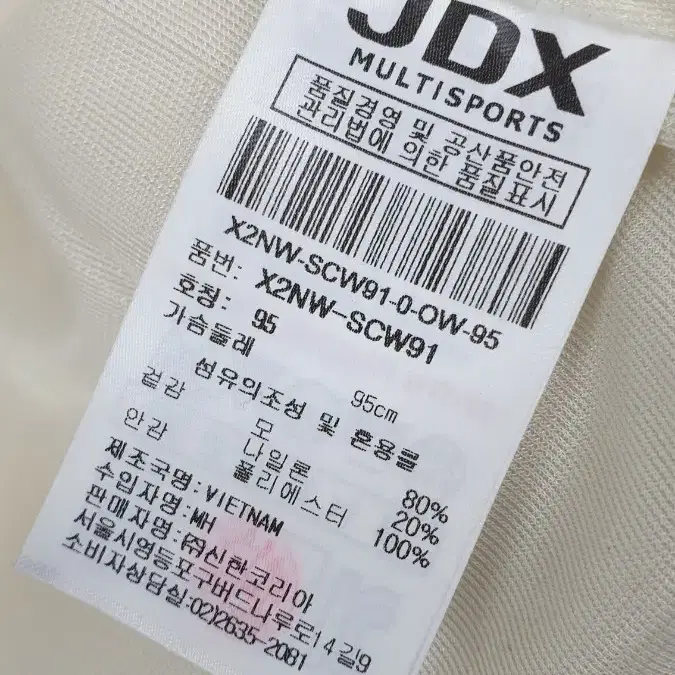 JDX
MULTISPORTS
품질경영 및 공산품안전
관리법에 의한 품질표시
X2NW-SCW91-0-OW-95
품번: X2NW-SCW91
호칭: 95
가슴둘레 95cm
섬유의조성 및 혼용률
겉감 모 80%
나일론 20%
안감 폴리에스터 100%
제조국명:VIETNAM
수입자명:MH
판매자명:㈜신한코리아
서울시영등포구버드나루로14길9
소비자상담실:02)2635-2081